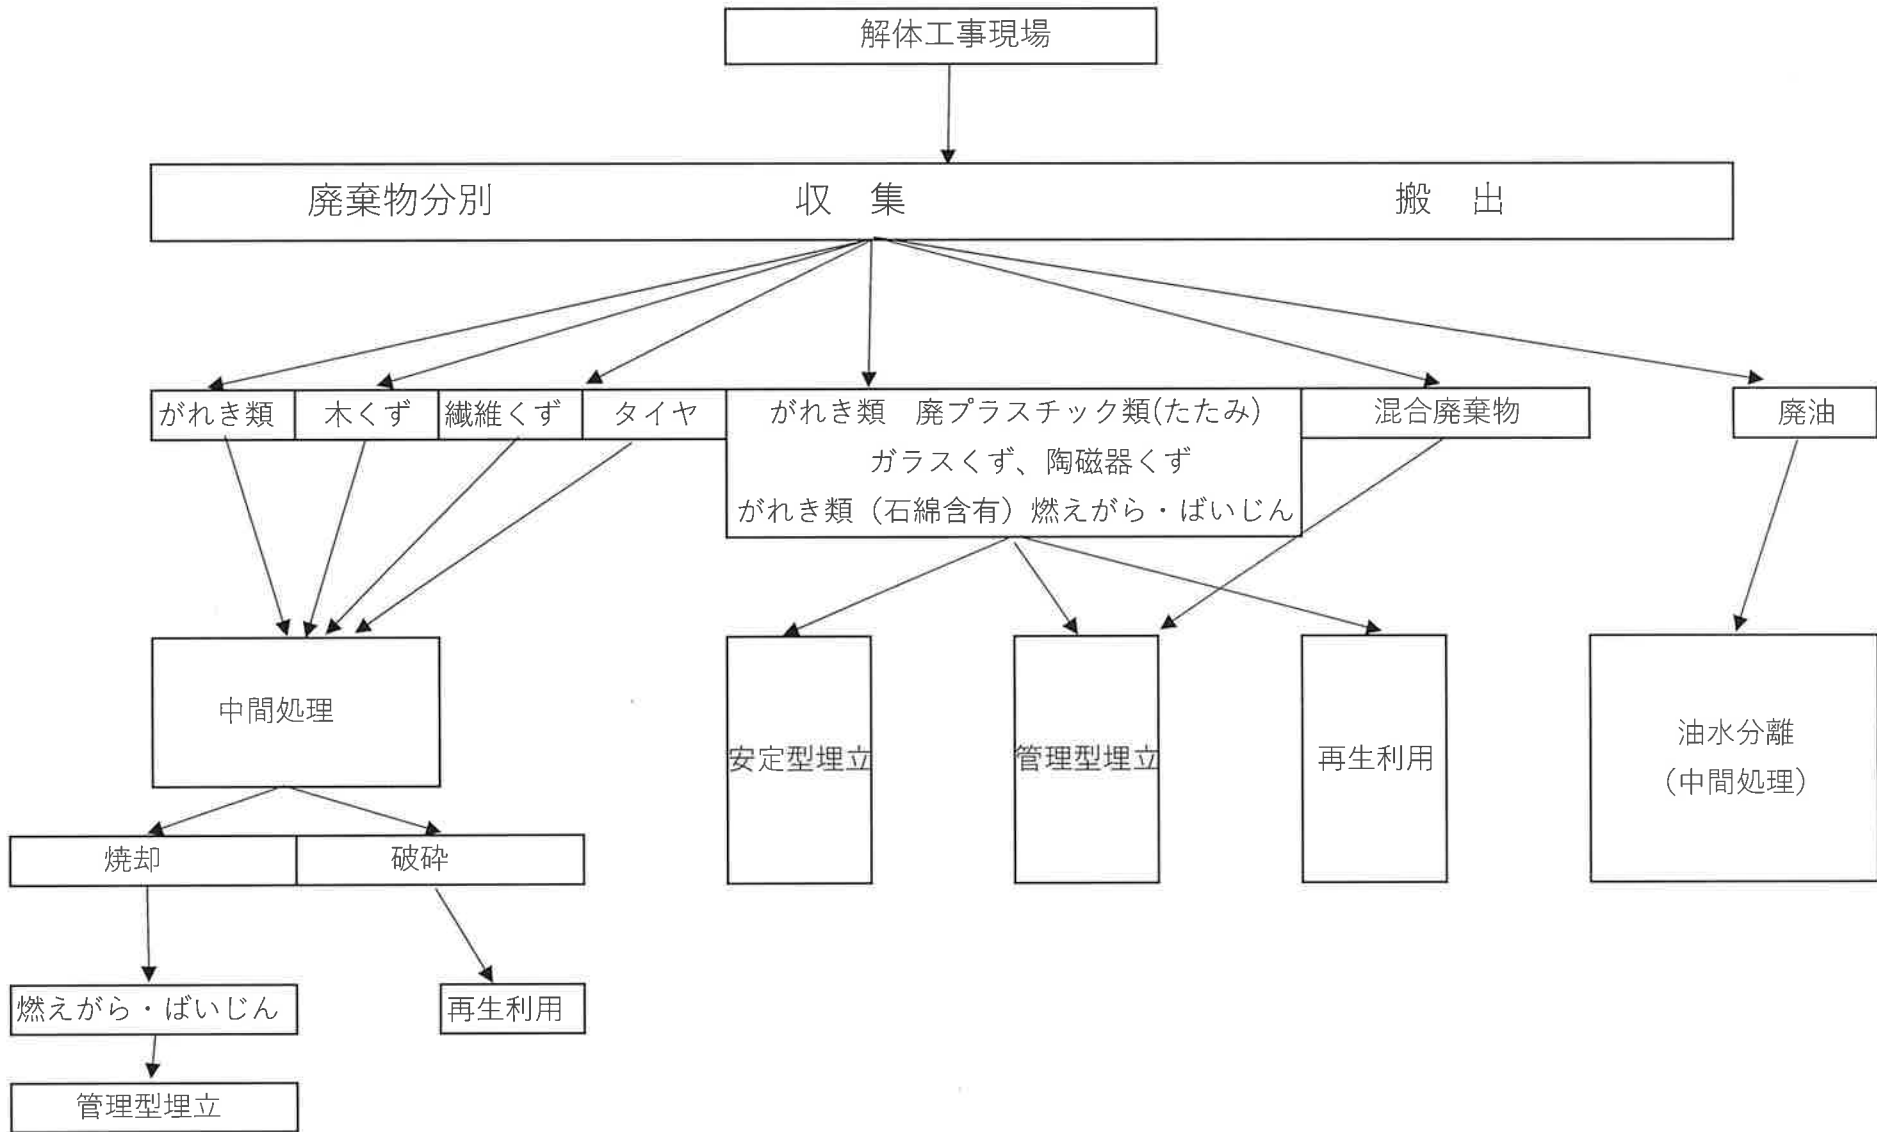 解体工事現場
廃棄物分別 収 集 搬 出
がれき類 木くず 繊維くず タイヤ がれき類 廃プラスチック類(たたみ) 混合廃棄物 廃油
ガラスくず、陶磁器くず
がれき類（石綿含有）燃えがら・ばいじん
中間処理
安定型埋立 管理型埋立 再生利用 油水分離
（中間処理）
焼却 破砕
燃えがら・ばいじん 再生利用
管理型埋立